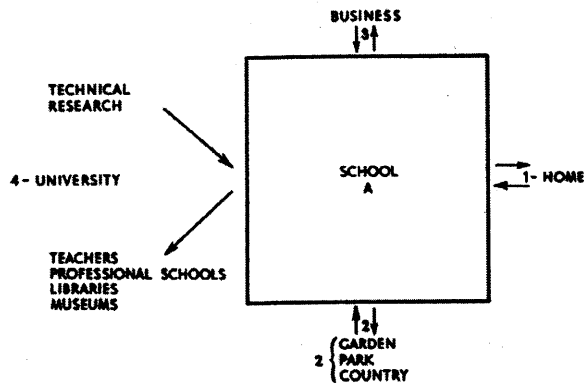 BUSINESS
3
TECHNICAL
RESEARCH
SCHOOL
A
4 - UNIVERSITY
1 - HOME
TEACHERS
PROFESSIONAL SCHOOLS
LIBRARIES
MUSEUMS
2
2 { GARDEN
PARK
COUNTRY